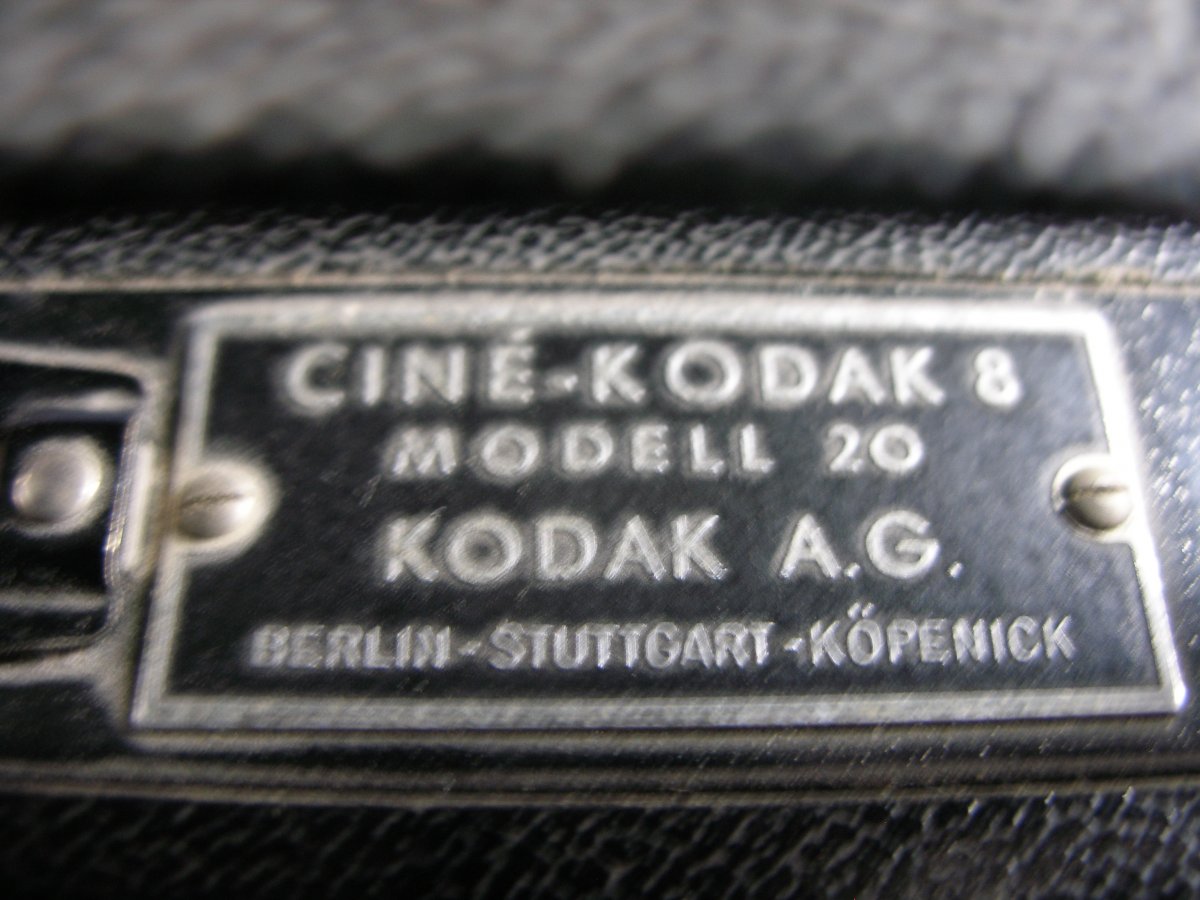 CINÉ-KODAK 8
MODELL 20
KODAK A.G.
BERLIN-STUTTGART-KÖPENICK